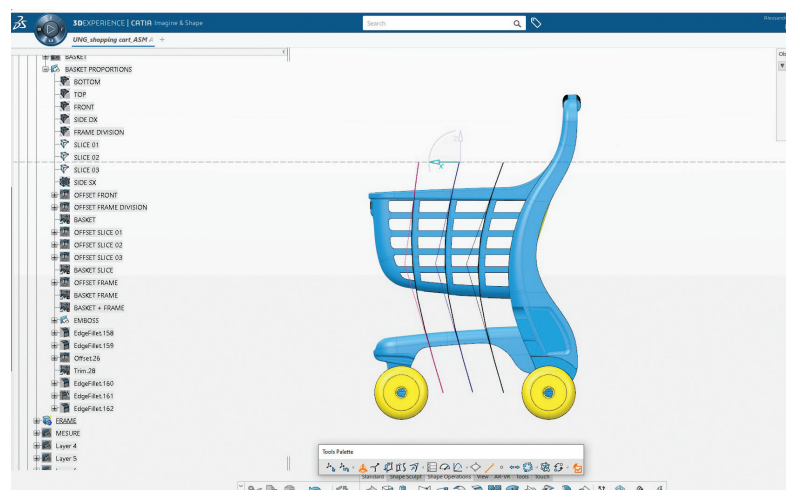 3DEXPERIENCE | CATIA Imagine & Shape
Search
UNG_shopping cart_ASM A
BASKET
BASKET PROPORTIONS
BOTTOM
TOP
FRONT
SIDE DX
FRAME DIVISION
SLICE 01
SLICE 02
SLICE 03
SIDE SX
OFFSET FRONT
OFFSET FRAME DIVISION
BASKET
OFFSET SLICE 01
OFFSET SLICE 02
OFFSET SLICE 03
BASKET SLICE
OFFSET FRAME
BASKET FRAME
BASKET + FRAME
EMBOSS
EdgeFillet.158
EdgeFillet.159
Offset.26
Trim.28
EdgeFillet.160
EdgeFillet.161
EdgeFillet.162
FRAME
MESURE
Layer 4
Layer 5
X
Tools Palette
Standard Shape Sculpt Shape Operations View AR-VR Tools Touch